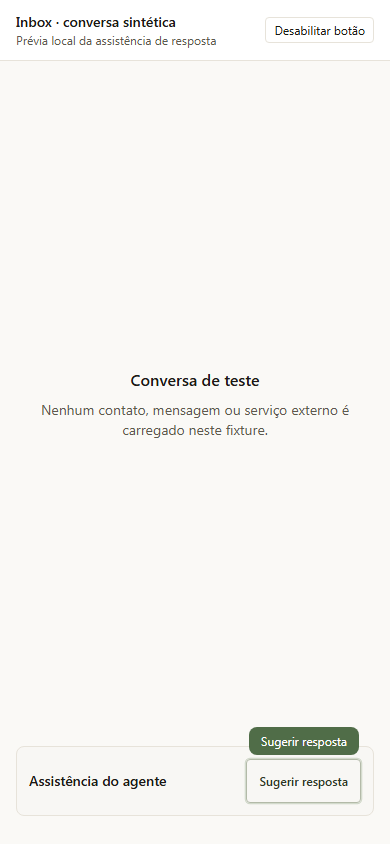 Inbox · conversa sintética
Prévia local da assistência de resposta
Desabilitar botão
Conversa de teste
Nenhum contato, mensagem ou serviço externo é
carregado neste fixture.
Sugerir resposta
Assistência do agente
Sugerir resposta